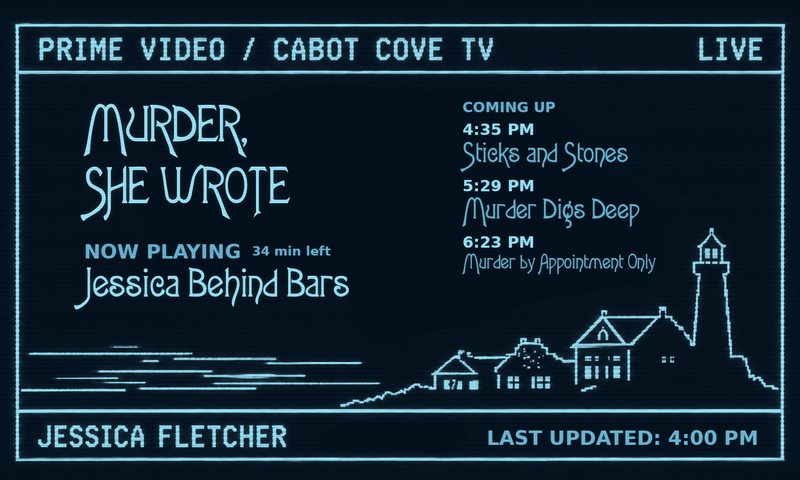 PRIME VIDEO / CABOT COVE TV
LIVE
MURDER,
SHE WROTE
NOW PLAYING 34 min left
Jessica Behind Bars
COMING UP
4:35 PM
Sticks and Stones
5:29 PM
Murder Digs Deep
6:23 PM
Murder by Appointment Only
JESSICA FLETCHER
LAST UPDATED: 4:00 PM